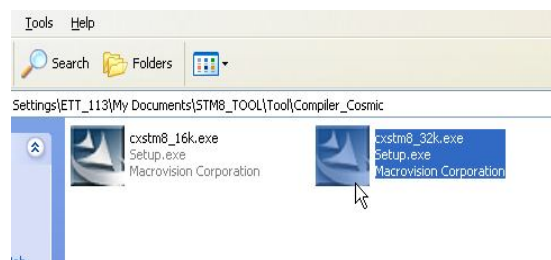 Tools Help
Search Folders
Settings\ETT_113\My Documents\STM8_TOOL\Tool\Compiler_Cosmic
cxstm8_16k.exe
Setup.exe
Macrovision Corporation
cxstm8_32k.exe
Setup.exe
Macrovision Corporation